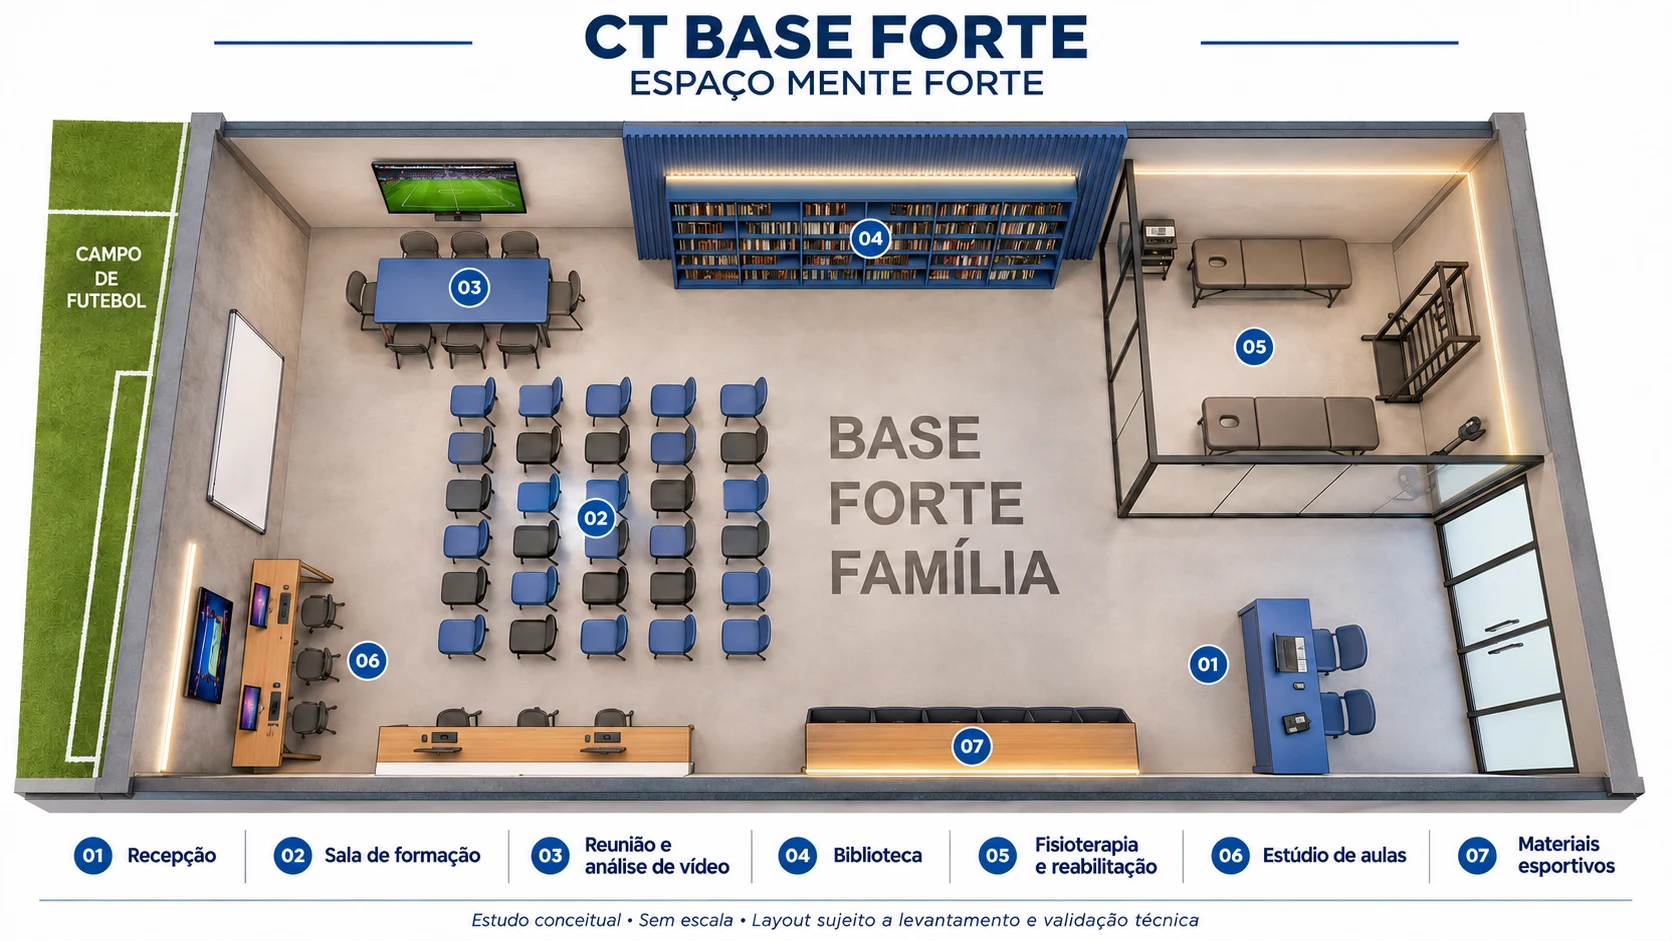 CT BASE FORTE
ESPAÇO MENTE FORTE
CAMPO
DE
FUTEBOL
03
04
05
02
BASE
FORTE
FAMÍLIA
06
01
07
01 Recepção
02 Sala de formação
03 Reunião e
análise de vídeo
04 Biblioteca
05 Fisioterapia
e reabilitação
06 Estúdio de aulas
07 Materiais
esportivos
Estudo conceitual • Sem escala • Layout sujeito a levantamento e validação técnica